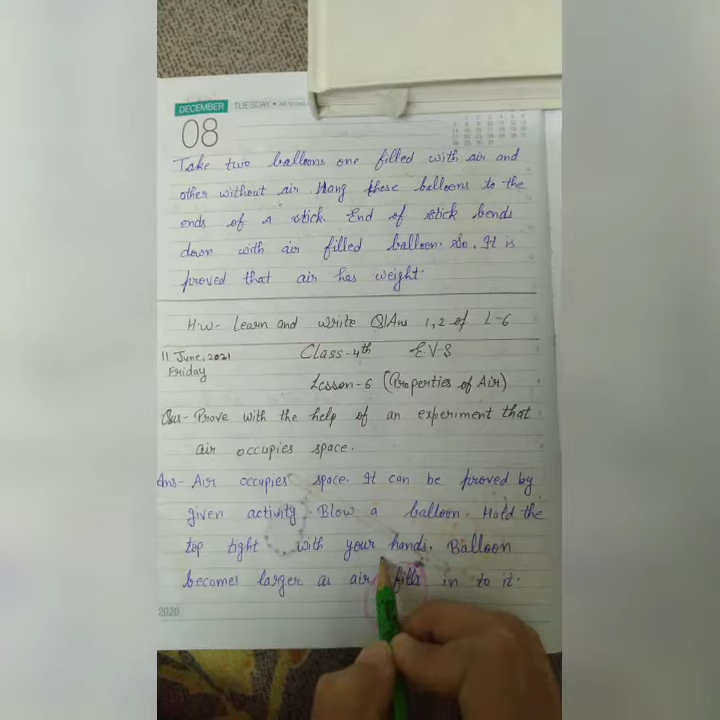 DECEMBER TUESDAY
08
Take two balloons one filled with air and
other without air Hang these balloons to the
ends of a stick. End of stick bends
down with air filled balloon. So, It is
proved that air has weight.
H.W- Learn and write Q/Ans 1,2 of L-6
11 June, 2021 Class-4th E.V.S
Friday
Lesson-6 (Properties of Air)
Que- Prove with the help of an experiment that
air occupies space.
Ans- Air occupies space. It can be proved by
given activity. Blow a balloon. Hold the
top tight with your hands. Balloon
becomes larger as air fills in to it.
2020